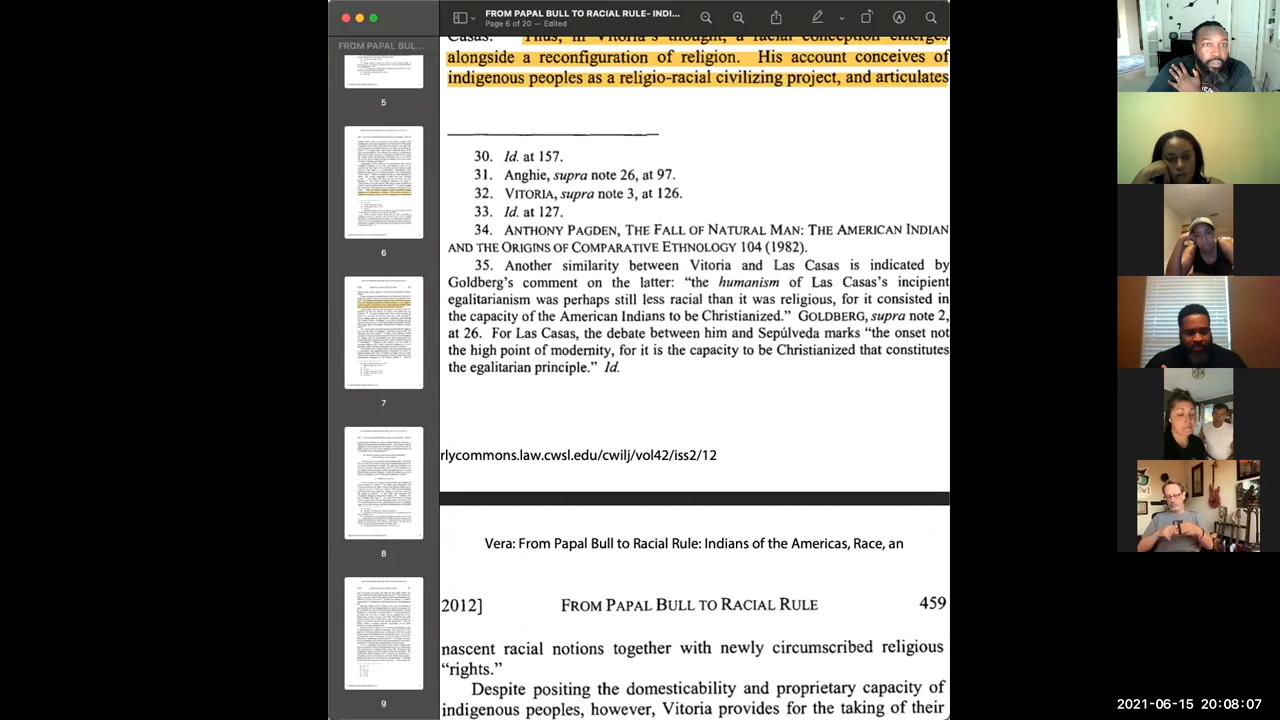 FROM PAPAL BULL TO RACIAL RULE- INDI...
Page 6 of 20 — Edited
FROM PAPAL BUL...
5
6
7
8
9
Casas. Thus, in Vitoria's thought, a racial conception emerges
alongside a reconfiguration of religion. His account conceives of
indigenous peoples as a religio-racial civilizing project, and articulates
30. Id. at 157.
31. Anghie, supra note 26, at 97.
32. VITORIA, supra note 21, at 126.
33. Id. at 127.
34. ANTHONY PAGDEN, THE FALL OF NATURAL MAN: THE AMERICAN INDIAN
AND THE ORIGINS OF COMPARATIVE ETHNOLOGY 104 (1982).
35. Another similarity between Vitoria and Las Casas is indicated by
Goldberg's comment on the latter: "the humanism of Las Casas's incipient
egalitarianism was perhaps still less racial than it was religious, for it consisted in
the capacity of the American Indians to be Christianized." GOLDBERG, supra note 2,
at 26. For Las Casas, the debate between him and Sepúlveda was "the onset not
the high point of modernity, for it is the capacity to be Christianized that constitutes
the egalitarian principle." Id.
rlycommons.law.cwsl.edu/cwilj/vol42/iss2/12
Vera: From Papal Bull to Racial Rule: Indians of the Americas, Race, an
2012] FROM PAPAL BULL TO RACIAL RULE 459
nascent racial notions together with newly circumscribed religious
"rights."
Despite positing the domesticability and proprietary capacity of
indigenous peoples, however, Vitoria provides for the taking of their
2021-06-15 20:08:07